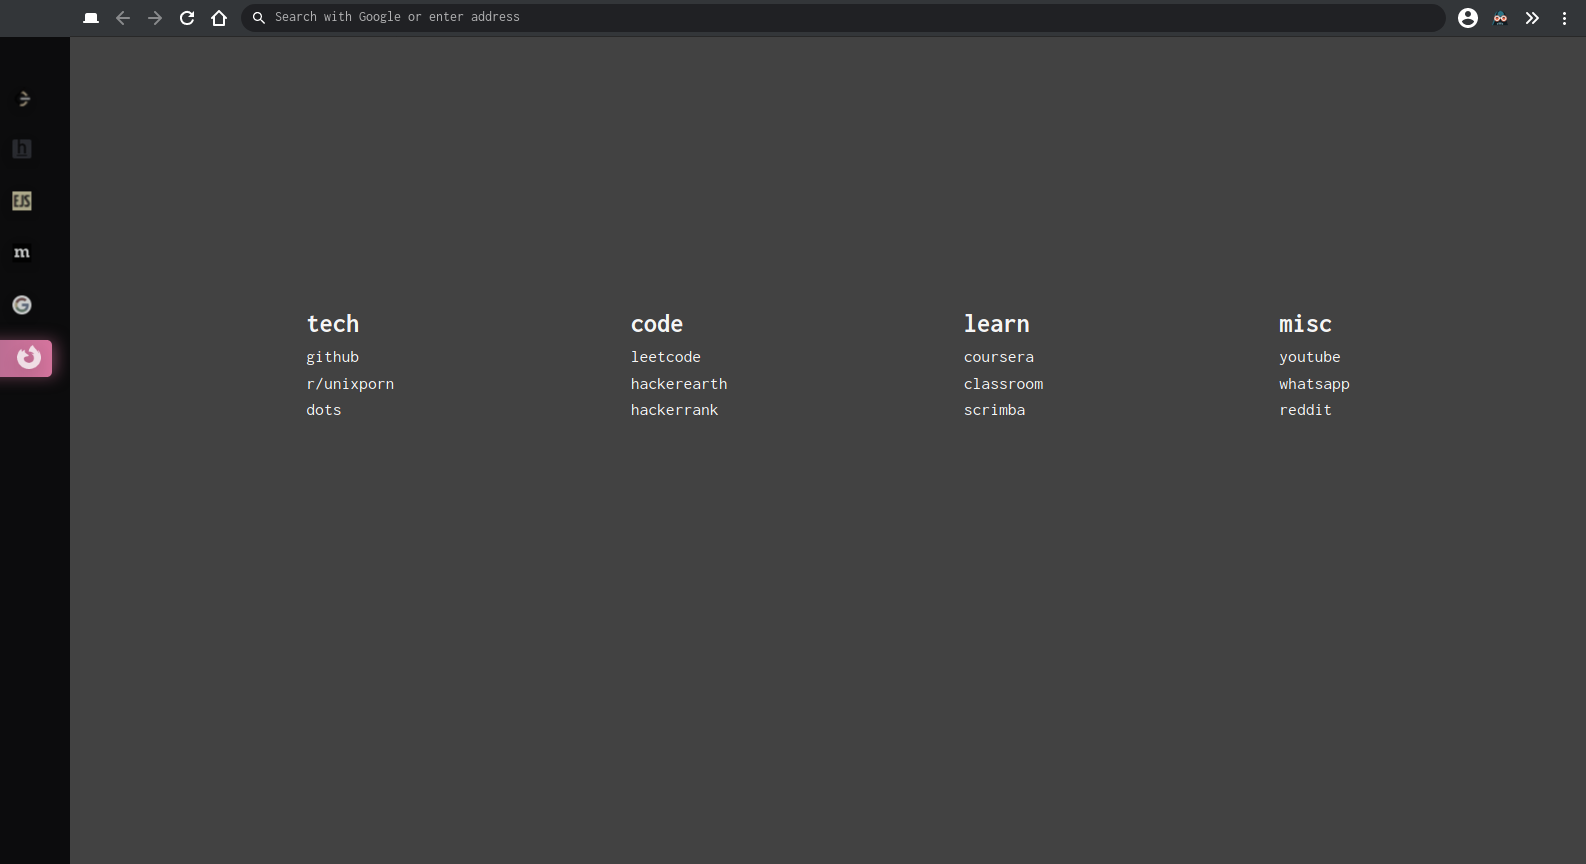 Search with Google or enter address
h
EJS
m
G
tech
github
r/unixporn
dots
code
leetcode
hackerearth
hackerrank
learn
coursera
classroom
scrimba
misc
youtube
whatsapp
reddit